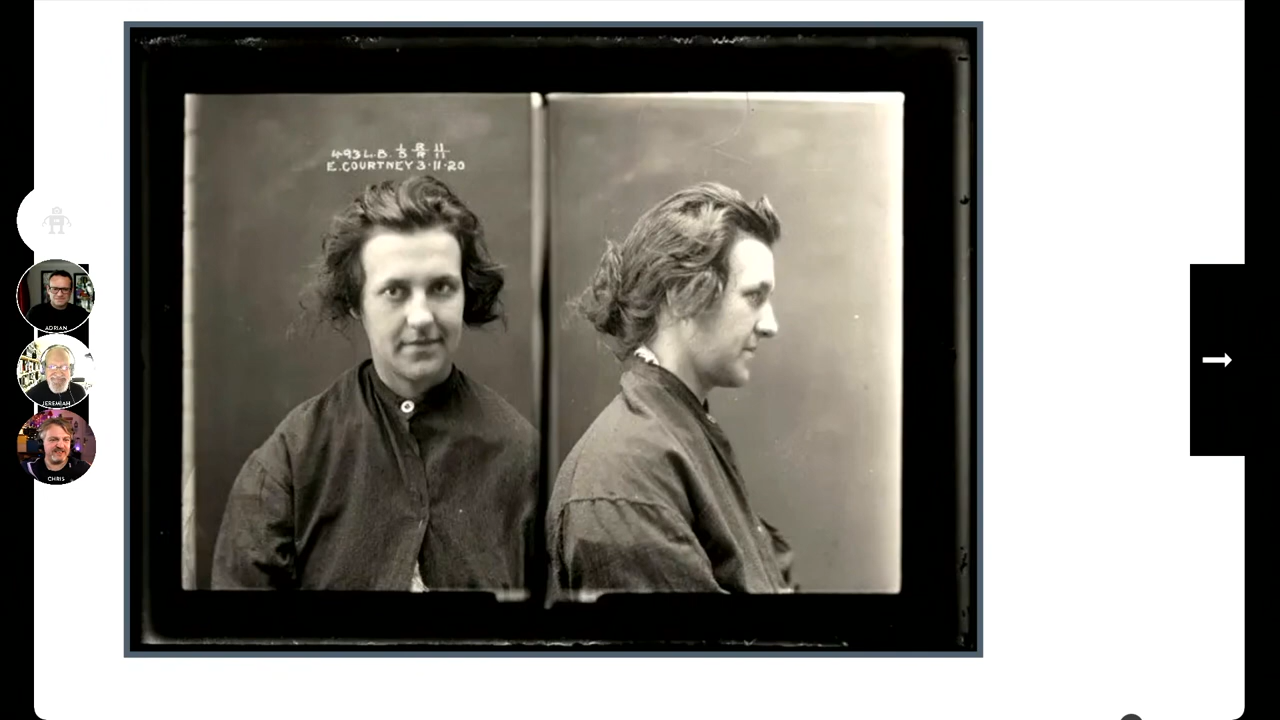 493 L.B.
E. COURTNEY 3·11·20
ADRIAN
JEREMIAH
CHRIS